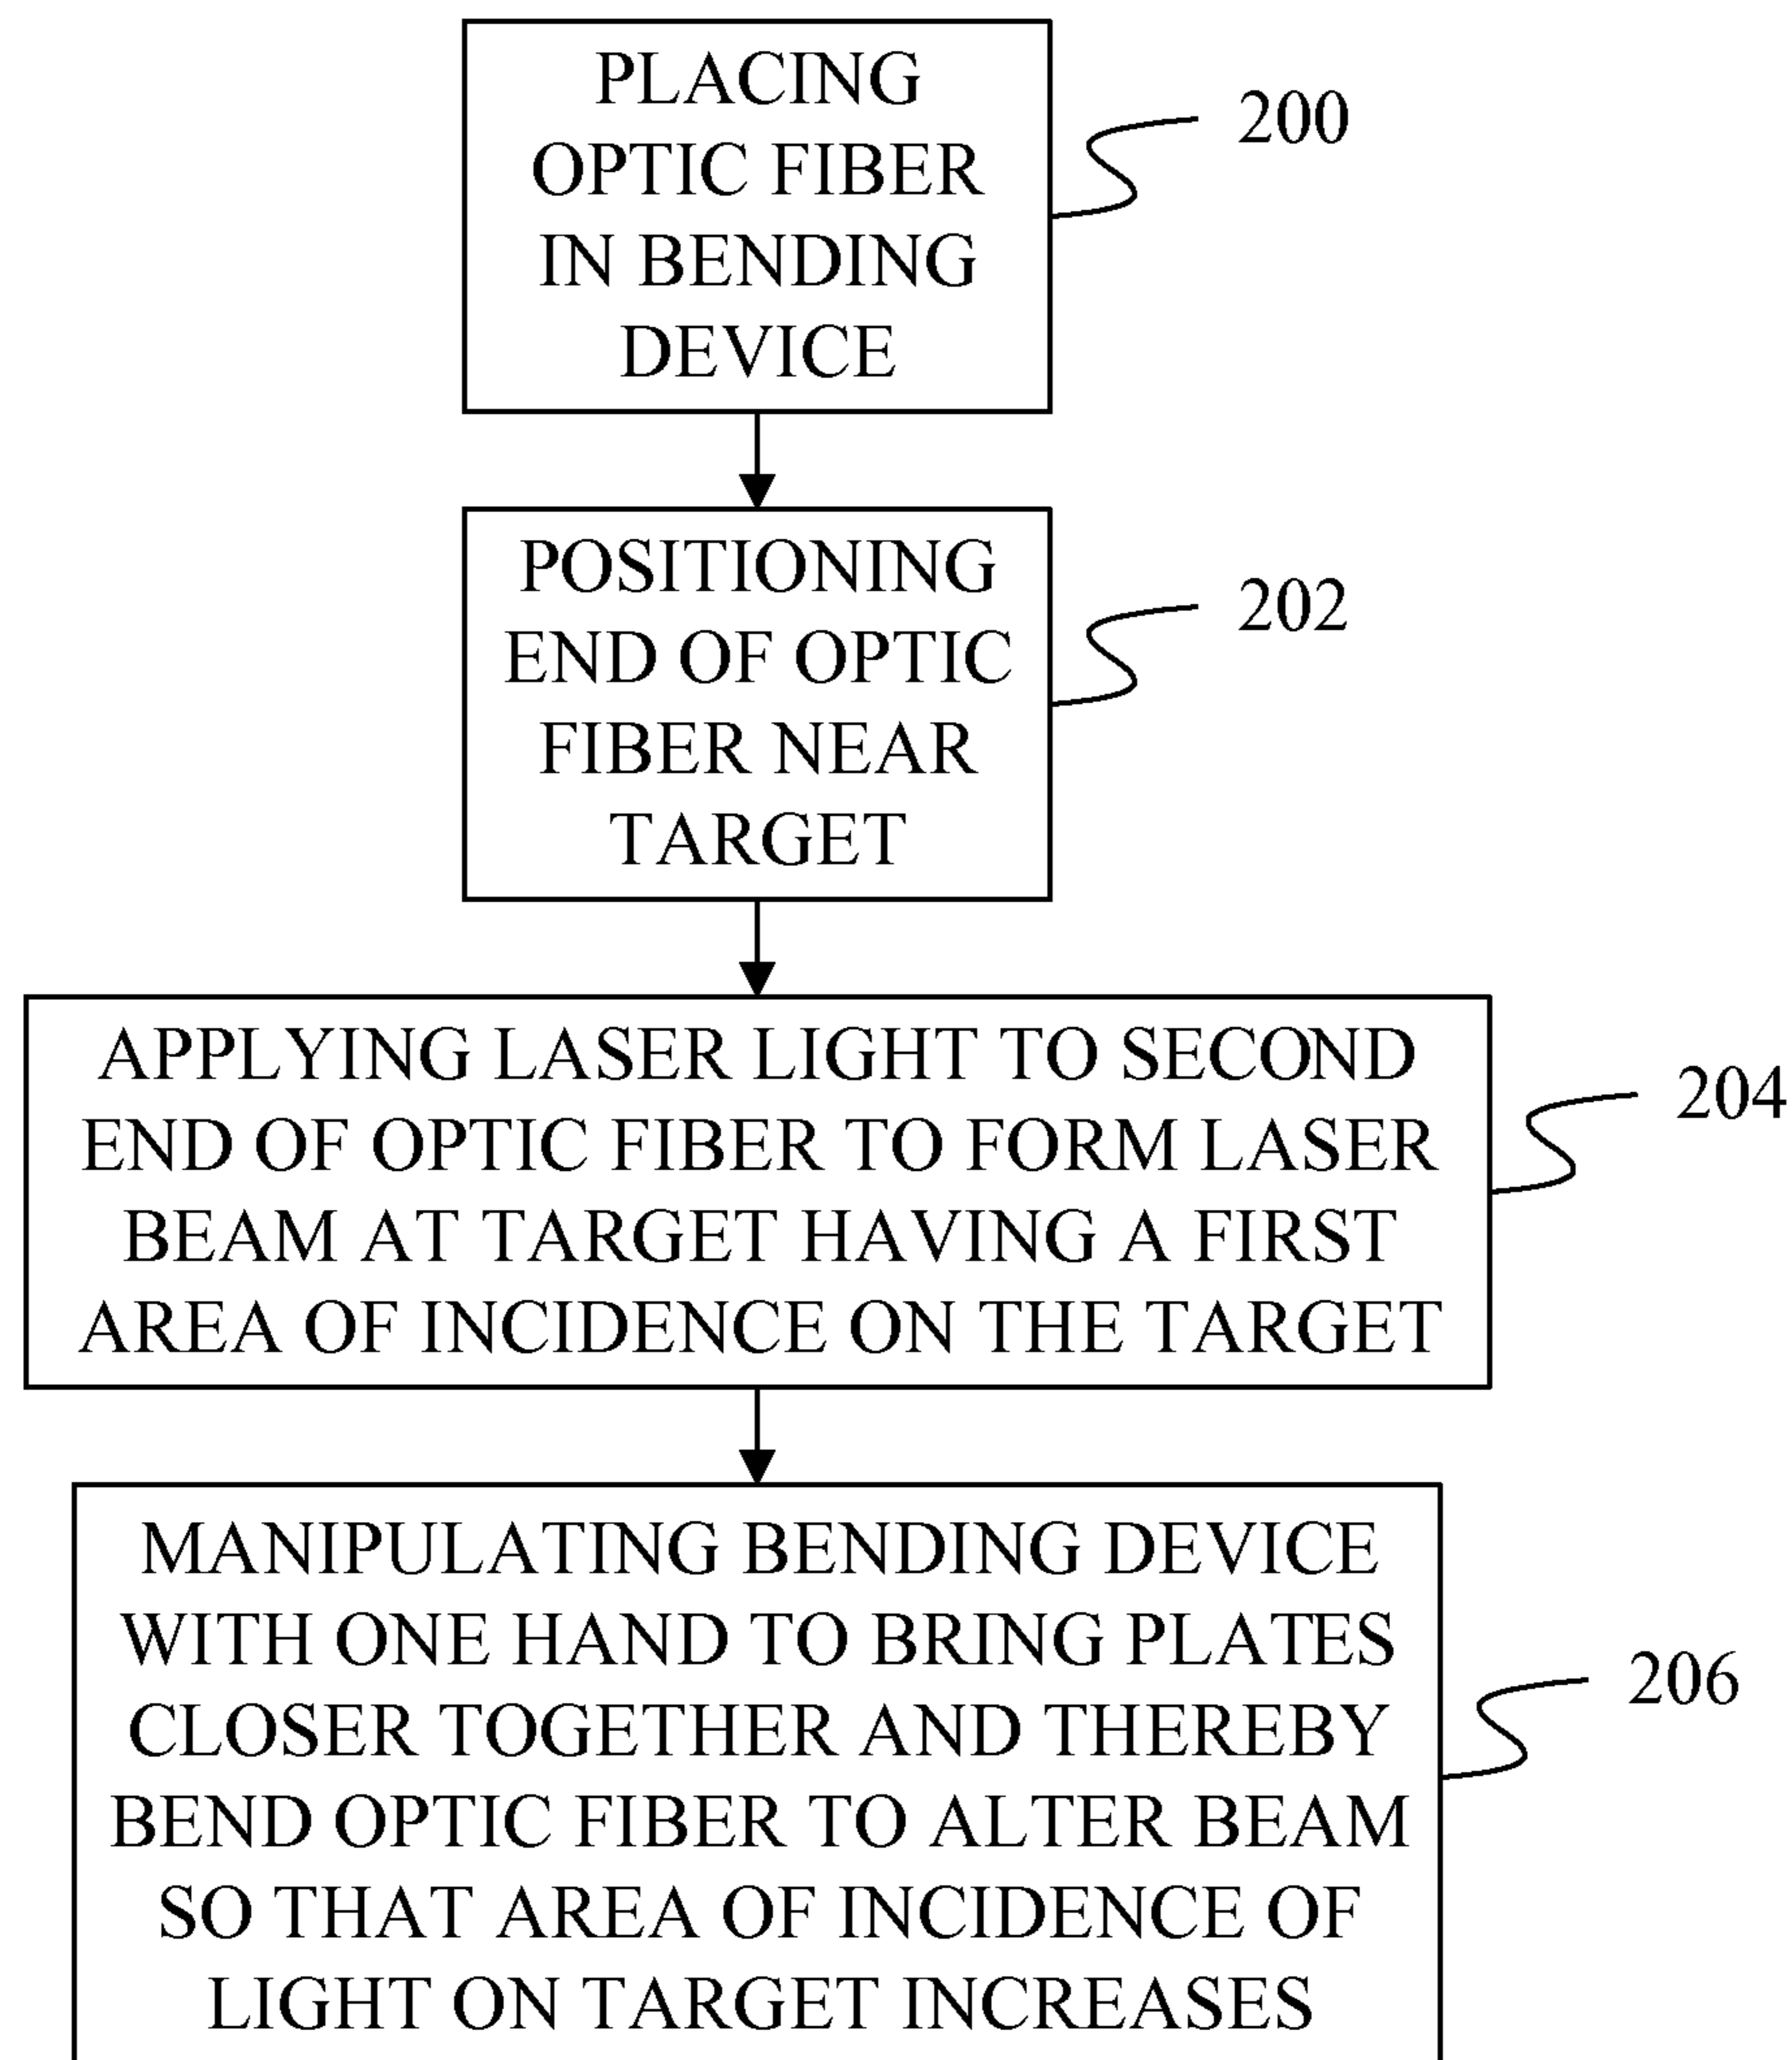 PLACING
OPTIC FIBER
IN BENDING
DEVICE
200
POSITIONING
END OF OPTIC
FIBER NEAR
TARGET
202
APPLYING LASER LIGHT TO SECOND
END OF OPTIC FIBER TO FORM LASER
BEAM AT TARGET HAVING A FIRST
AREA OF INCIDENCE ON THE TARGET
204
MANIPULATING BENDING DEVICE
WITH ONE HAND TO BRING PLATES
CLOSER TOGETHER AND THEREBY
BEND OPTIC FIBER TO ALTER BEAM
SO THAT AREA OF INCIDENCE OF
LIGHT ON TARGET INCREASES
206